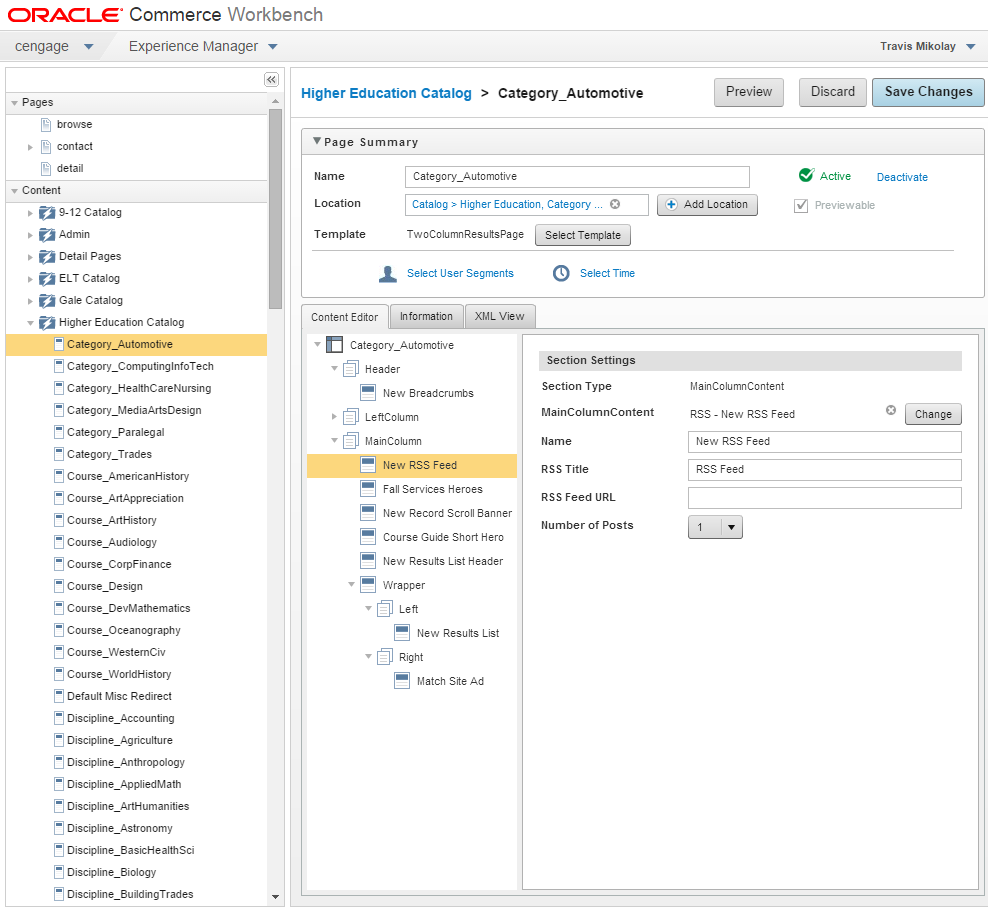 ORACLE Commerce Workbench
cengage Experience Manager Travis Mikolay
Pages
browse
contact
detail
Content
9-12 Catalog
Admin
Detail Pages
ELT Catalog
Gale Catalog
Higher Education Catalog
Category_Automotive
Category_ComputingInfoTech
Category_HealthCareNursing
Category_MediaArtsDesign
Category_Paralegal
Category_Trades
Course_AmericanHistory
Course_ArtAppreciation
Course_ArtHistory
Course_Audiology
Course_CorpFinance
Course_Design
Course_DevMathematics
Course_Oceanography
Course_WesternCiv
Course_WorldHistory
Default Misc Redirect
Discipline_Accounting
Discipline_Agriculture
Discipline_Anthropology
Discipline_AppliedMath
Discipline_ArtHumanities
Discipline_Astronomy
Discipline_BasicHealthSci
Discipline_Biology
Discipline_BuildingTrades
Higher Education Catalog > Category_Automotive Preview Discard Save Changes
Page Summary
Name Category_Automotive Active Deactivate
Location Catalog > Higher Education, Category ... Add Location Previewable
Template TwoColumnResultsPage Select Template
Select User Segments Select Time
Content Editor Information XML View
Category_Automotive
Header
New Breadcrumbs
LeftColumn
MainColumn
New RSS Feed
Fall Services Heroes
New Record Scroll Banner
Course Guide Short Hero
New Results List Header
Wrapper
Left
New Results List
Right
Match Site Ad
Section Settings
Section Type MainColumnContent
MainColumnContent RSS - New RSS Feed Change
Name New RSS Feed
RSS Title RSS Feed
RSS Feed URL
Number of Posts 1